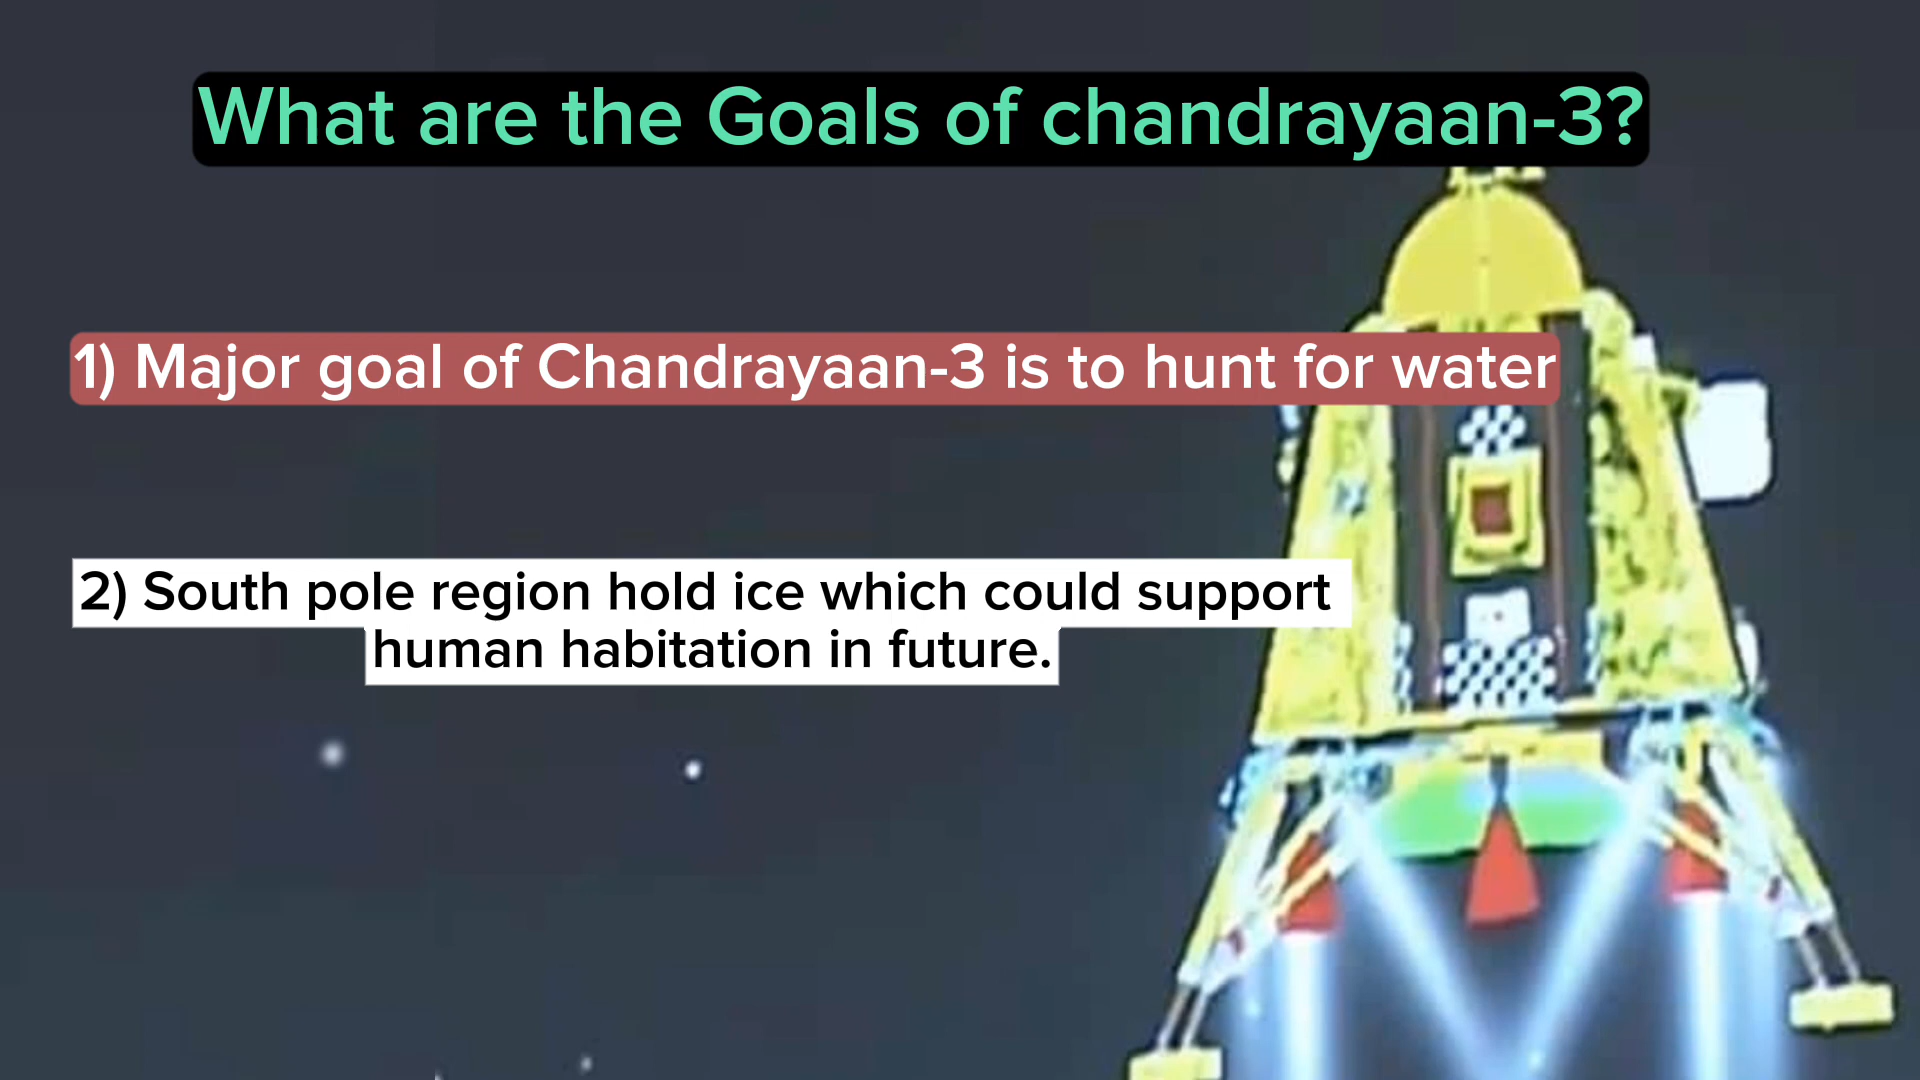 What are the Goals of chandrayaan-3?
1) Major goal of Chandrayaan-3 is to hunt for water
2) South pole region hold ice which could support
human habitation in future.